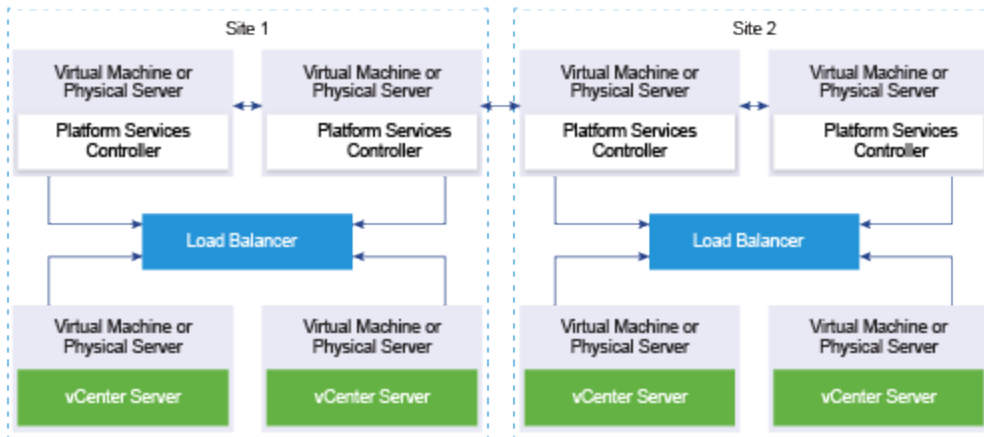 Site 1
Virtual Machine or
Physical Server
Platform Services
Controller
Virtual Machine or
Physical Server
Platform Services
Controller
Load Balancer
Virtual Machine or
Physical Server
vCenter Server
Virtual Machine or
Physical Server
vCenter Server
Site 2
Virtual Machine or
Physical Server
Platform Services
Controller
Virtual Machine or
Physical Server
Platform Services
Controller
Load Balancer
Virtual Machine or
Physical Server
vCenter Server
Virtual Machine or
Physical Server
vCenter Server